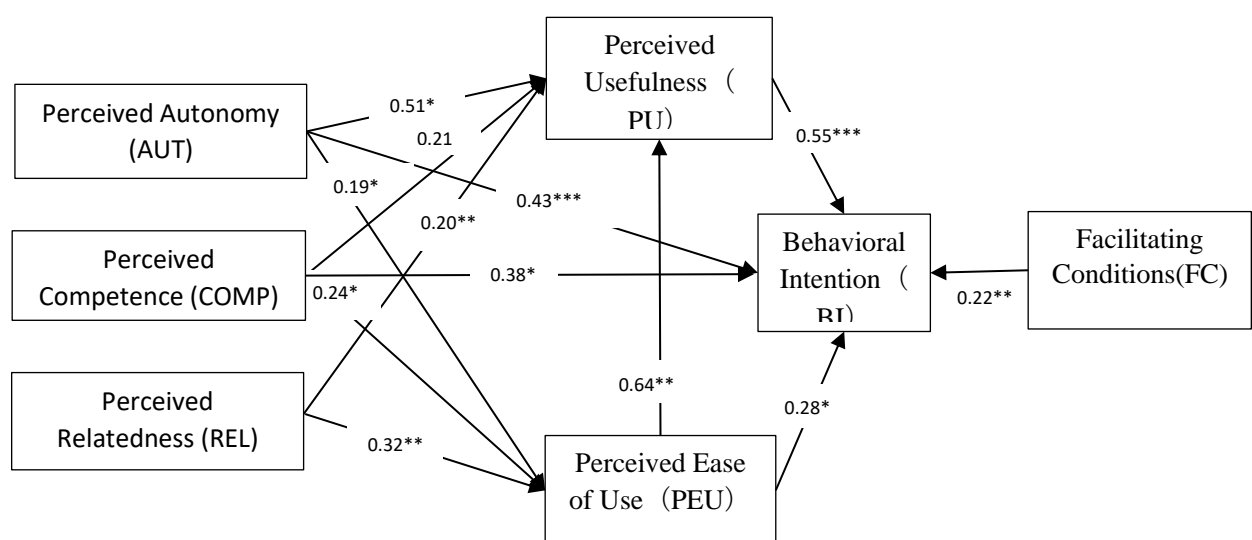 Perceived
Usefulness（
PU）
Perceived Autonomy
(AUT)
0.51*
0.21
0.55***
0.19*
0.43***
0.20**
Perceived
Competence (COMP)
0.38*
0.24*
Behavioral
Intention（
BI）
Facilitating
Conditions(FC)
0.22**
Perceived
Relatedness (REL)
0.64**
0.28*
0.32**
Perceived Ease
of Use（PEU）